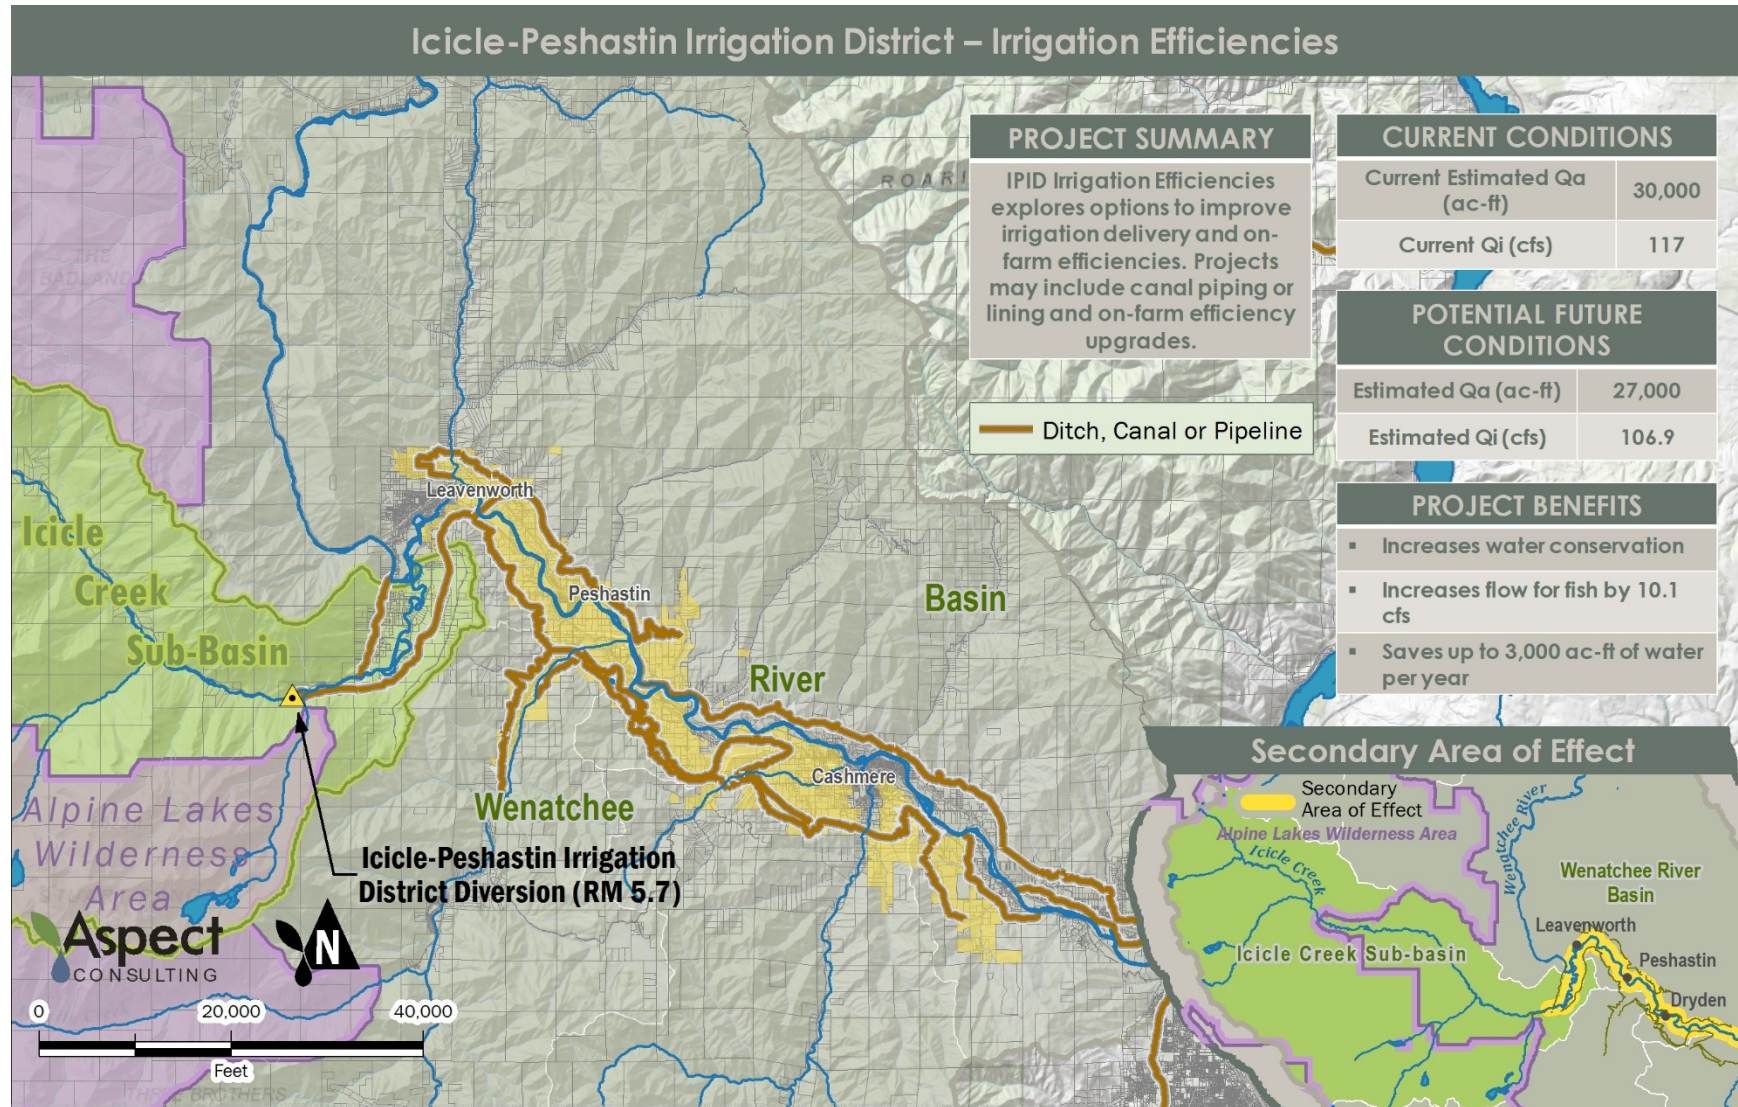 Icicle-Peshastin Irrigation District – Irrigation Efficiencies
PROJECT SUMMARY
IPID Irrigation Efficiencies
explores options to improve
irrigation delivery and on-
farm efficiencies. Projects
may include canal piping or
lining and on-farm efficiency
upgrades.
Ditch, Canal or Pipeline
CURRENT CONDITIONS
Current Estimated Qa
(ac-ft)
30,000
Current Qi (cfs)
117
POTENTIAL FUTURE
CONDITIONS
Estimated Qa (ac-ft)
27,000
Estimated Qi (cfs)
106.9
PROJECT BENEFITS
▪ Increases water conservation
▪ Increases flow for fish by 10.1
cfs
▪ Saves up to 3,000 ac-ft of water
per year
THE
BADLANDS
Icicle
Creek
Sub-Basin
Leavenworth
Peshastin
Cashmere
Wenatchee
River
Basin
Alpine Lakes
Wilderness
Area
Icicle-Peshastin Irrigation
District Diversion (RM 5.7)
Aspect
CONSULTING
N
0
20,000
40,000
Feet
THREE BROTHERS
Secondary Area of Effect
Secondary
Area of Effect
Alpine Lakes Wilderness Area
Icicle Creek
Wenatchee River
Wenatchee River
Basin
Leavenworth
Peshastin
Dryden
Icicle Creek Sub-basin